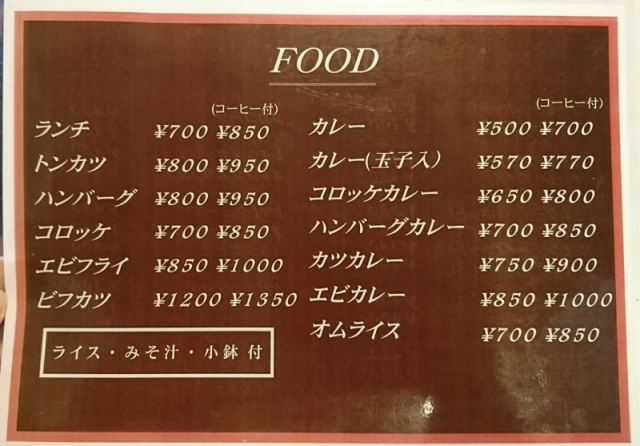 FOOD
(コーヒー付)
ランチ ¥700 ¥850
トンカツ ¥800 ¥950
ハンバーグ ¥800 ¥950
コロッケ ¥700 ¥850
エビフライ ¥850 ¥1000
ビフカツ ¥1200 ¥1350
ライス・みそ汁・小鉢 付
(コーヒー付)
カレー ¥500 ¥700
カレー(玉子入) ¥570 ¥770
コロッケカレー ¥650 ¥800
ハンバーグカレー ¥700 ¥850
カツカレー ¥750 ¥900
エビカレー ¥850 ¥1000
オムライス ¥700 ¥850